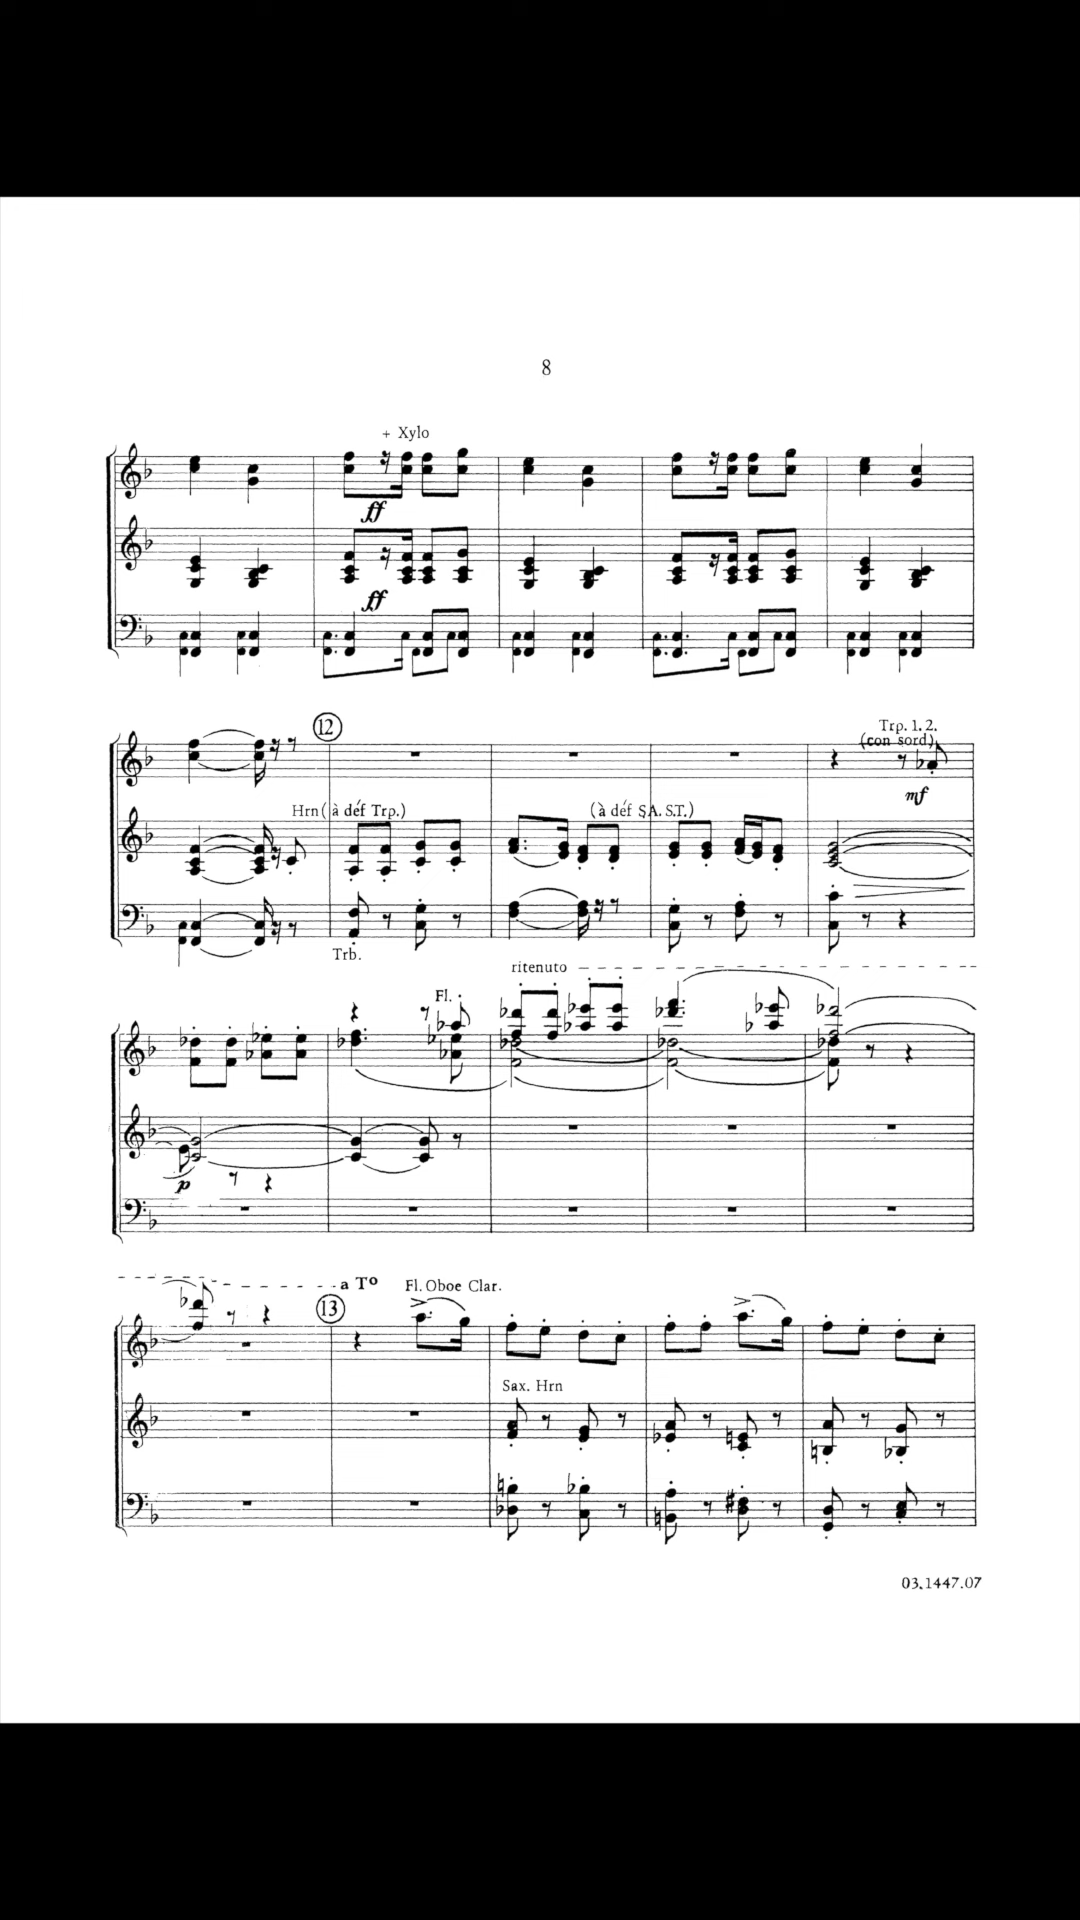 8
+ Xylo
ff
ff
12
Trp. 1. 2.
(con sord)
mf
Hrn (à déf Trp.)
(à déf SA. S.T.)
Trb.
ritenuto
Fl.
p
a Tº
13
Fl. Oboe Clar.
Sax. Hrn
03.1447.07